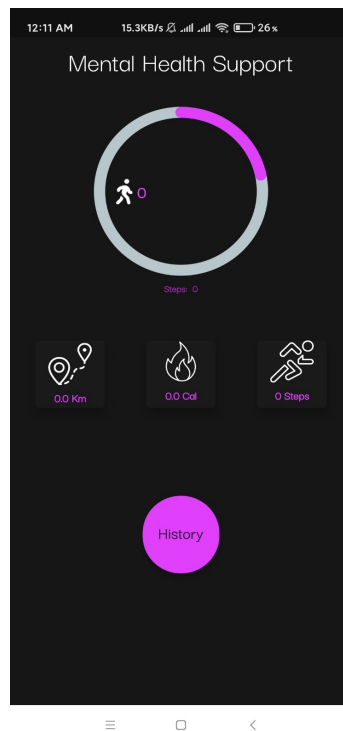 12:11 AM 15.3KB/s 26%
Mental Health Support
0
Steps: 0
0.0 Km 0.0 Cal 0 Steps
History